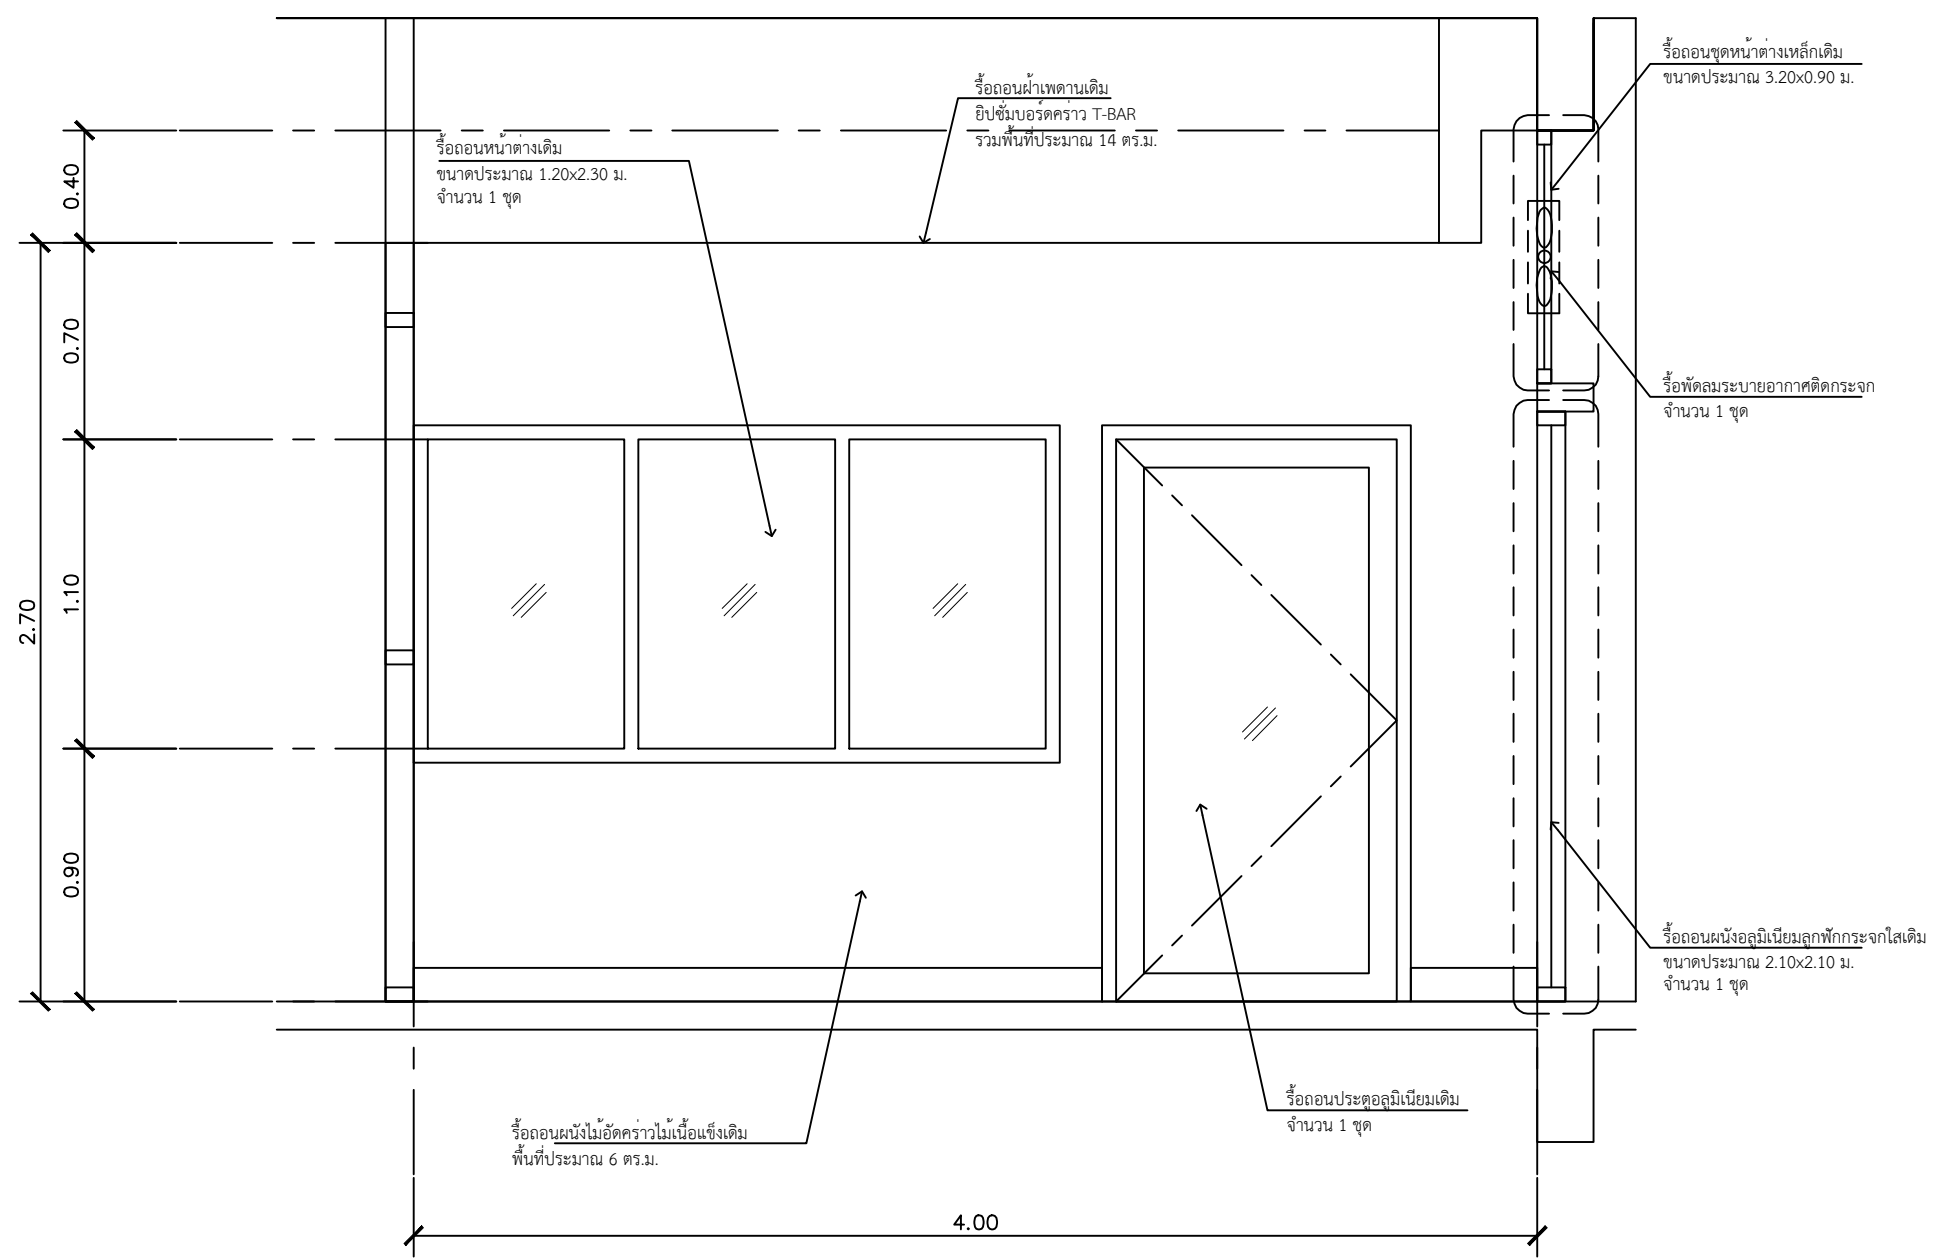 รื้อถอนชุดหน้าต่างเหล็กเดิม
ขนาดประมาณ 3.20x0.90 ม.
รื้อถอนฝ้าเพดานเดิม
ยิปซั่มบอร์ดคร่าว T-BAR
รวมพื้นที่ประมาณ 14 ตร.ม.
รื้อถอนหน้าต่างเดิม
ขนาดประมาณ 1.20x2.30 ม.
จำนวน 1 ชุด
0.40
0.70
1.10
0.90
2.70
รื้อพัดลมระบายอากาศติดกระจก
จำนวน 1 ชุด
รื้อถอนผนังอลูมิเนียมลูกฟักกระจกใสเดิม
ขนาดประมาณ 2.10x2.10 ม.
จำนวน 1 ชุด
รื้อถอนประตูอลูมิเนียมเดิม
จำนวน 1 ชุด
รื้อถอนผนังไม้อัดคร่าวไม้เนื้อแข็งเดิม
พื้นที่ประมาณ 6 ตร.ม.
4.00